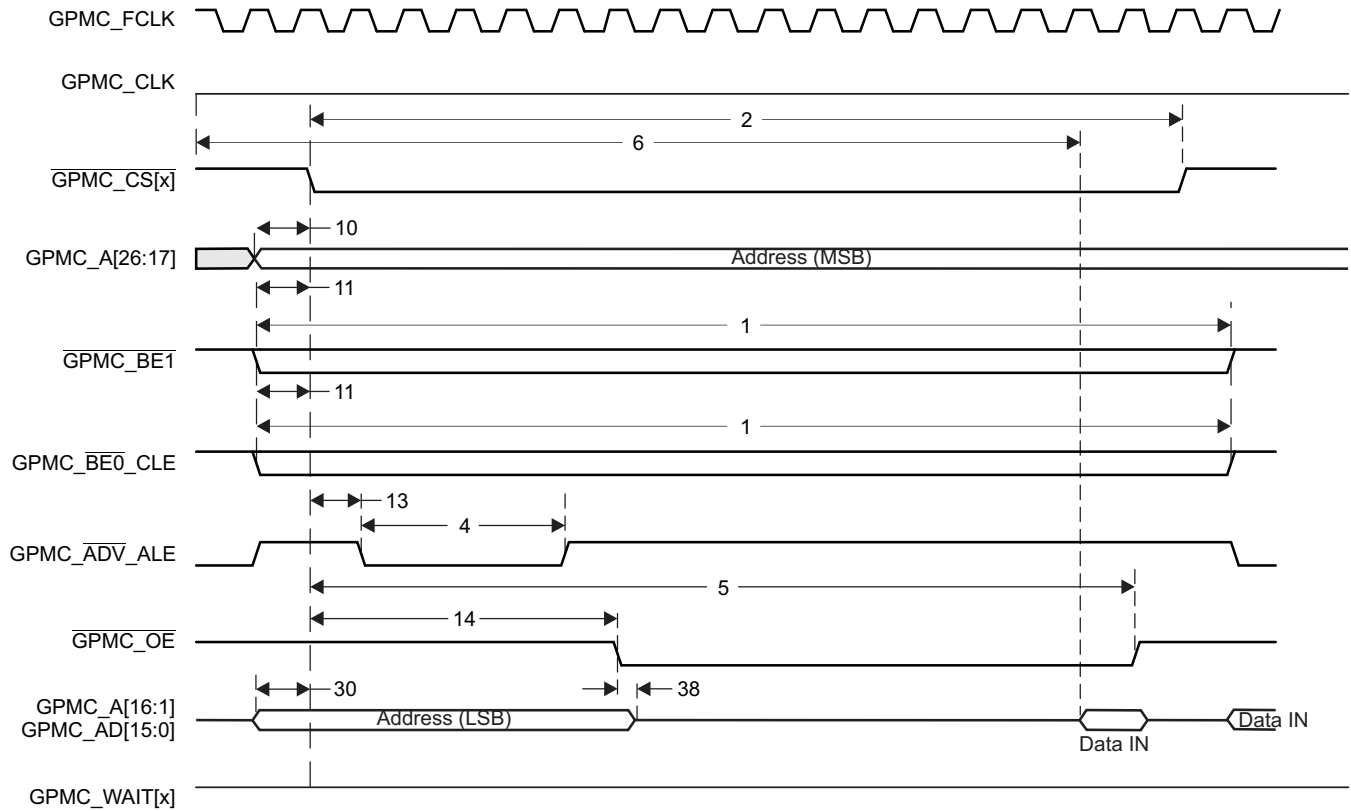 GPMC_FCLK
GPMC_CLK
2
6
GPMC_CS[x]
10
GPMC_A[26:17]
Address (MSB)
11
1
GPMC_BE1
11
1
GPMC_BE0_CLE
13
4
GPMC_ADV_ALE
5
14
GPMC_OE
30
38
GPMC_A[16:1]
GPMC_AD[15:0]
Address (LSB)
Data IN
Data IN
GPMC_WAIT[x]